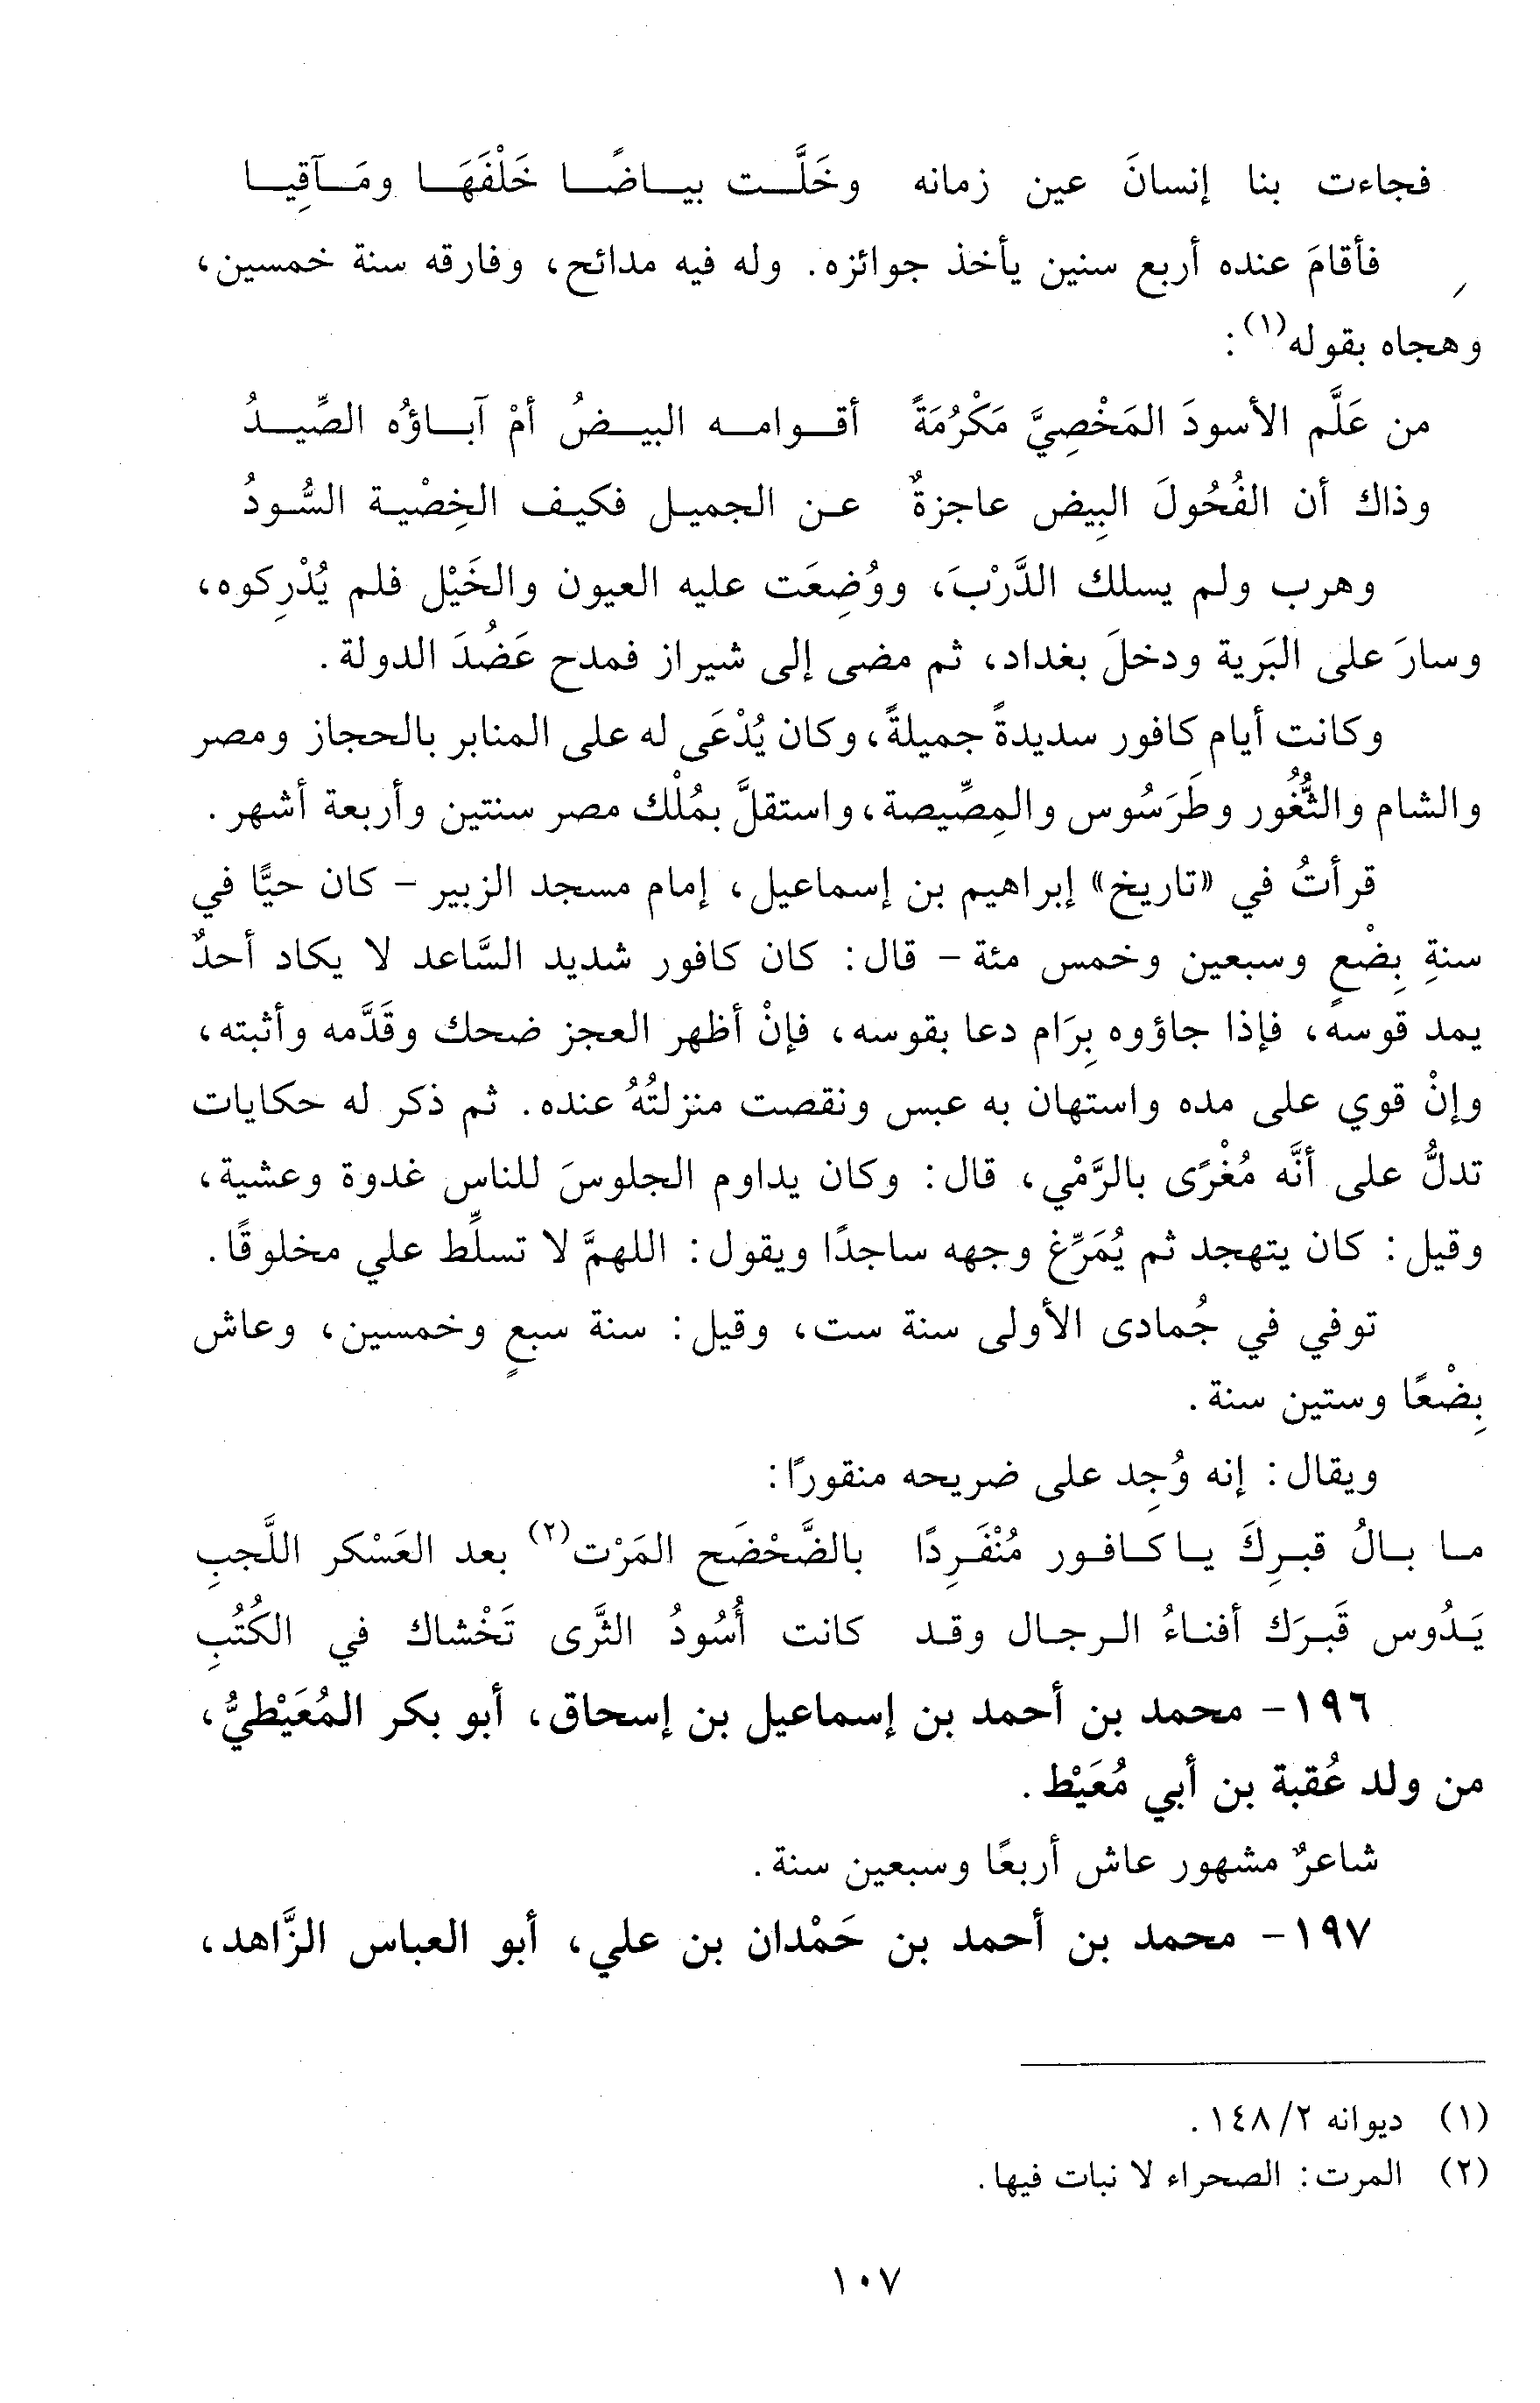 فجاءت بنا إنسانَ عين زمانه وخَلَّت بياضًا خَلْفَهَا ومَآقِيا
فأقامَ عنده أربع سنين يأخذ جوائزه. وله فيه مدائح، وفارقه سنة خمسين،
وهجاه بقوله(١):
من عَلَّم الأسودَ المَخْصِيَّ مَكْرُمَةً أقوامه البيضُ أمْ آباؤُه الصِّيدُ
وذاك أن الفُحُولَ البِيض عاجزةٌ عن الجميل فكيف الخِصْية السُّودُ
وهرب ولم يسلك الدَّرْبَ، ووُضِعَت عليه العيون والخَيْل فلم يُدْرِكوه،
وسارَ على البَرية ودخلَ بغداد، ثم مضى إلى شيراز فمدح عَضُدَ الدولة.
وكانت أيام كافور سديدةً جميلةً، وكان يُدْعَى له على المنابر بالحجاز ومصر
والشام والثُّغُور وطَرَسُوس والمِصِّيصة، واستقلَّ بمُلْك مصر سنتين وأربعة أشهر.
قرأتُ في «تاريخ» إبراهيم بن إسماعيل، إمام مسجد الزبير - كان حيًّا في
سنةِ بِضْعٍ وسبعين وخمس مئة - قال: كان كافور شديد السَّاعد لا يكاد أحدٌ
يمد قوسه، فإذا جاؤوه بِرَام دعا بقوسه، فإنْ أظهر العجز ضحك وقَدَّمه وأثبته،
وإنْ قوي على مده واستهان به عبس ونقصت منزلتُهُ عنده. ثم ذكر له حكايات
تدلُّ على أنَّه مُغْرًى بالرَّمْي، قال: وكان يداوم الجلوسَ للناس غدوة وعشية،
وقيل: كان يتهجد ثم يُمَرِّغ وجهه ساجدًا ويقول: اللهمَّ لا تسلِّط علي مخلوقًا.
توفي في جُمادى الأولى سنة ست، وقيل: سنة سبعٍ وخمسين، وعاش
بِضْعًا وستين سنة.
ويقال: إنه وُجِد على ضريحه منقورًا:
ما بالُ قبرِكَ يا كافور مُنْفَرِدًا بالضَّحْضَح المَرْت(٢) بعد العَسْكر اللَّجبِ
يَدُوس قَبرَك أفناءُ الرجال وقد كانت أُسُودُ الثَّرى تَخْشاك في الكُتُبِ
١٩٦- محمد بن أحمد بن إسماعيل بن إسحاق، أبو بكر المُعَيْطيُّ،
من ولد عُقبة بن أبي مُعَيْط.
شاعرٌ مشهور عاش أربعًا وسبعين سنة.
١٩٧- محمد بن أحمد بن حَمْدان بن علي، أبو العباس الزَّاهد،
(١) ديوانه ٢/ ١٤٨.
(٢) المرت: الصحراء لا نبات فيها.
١٠٧